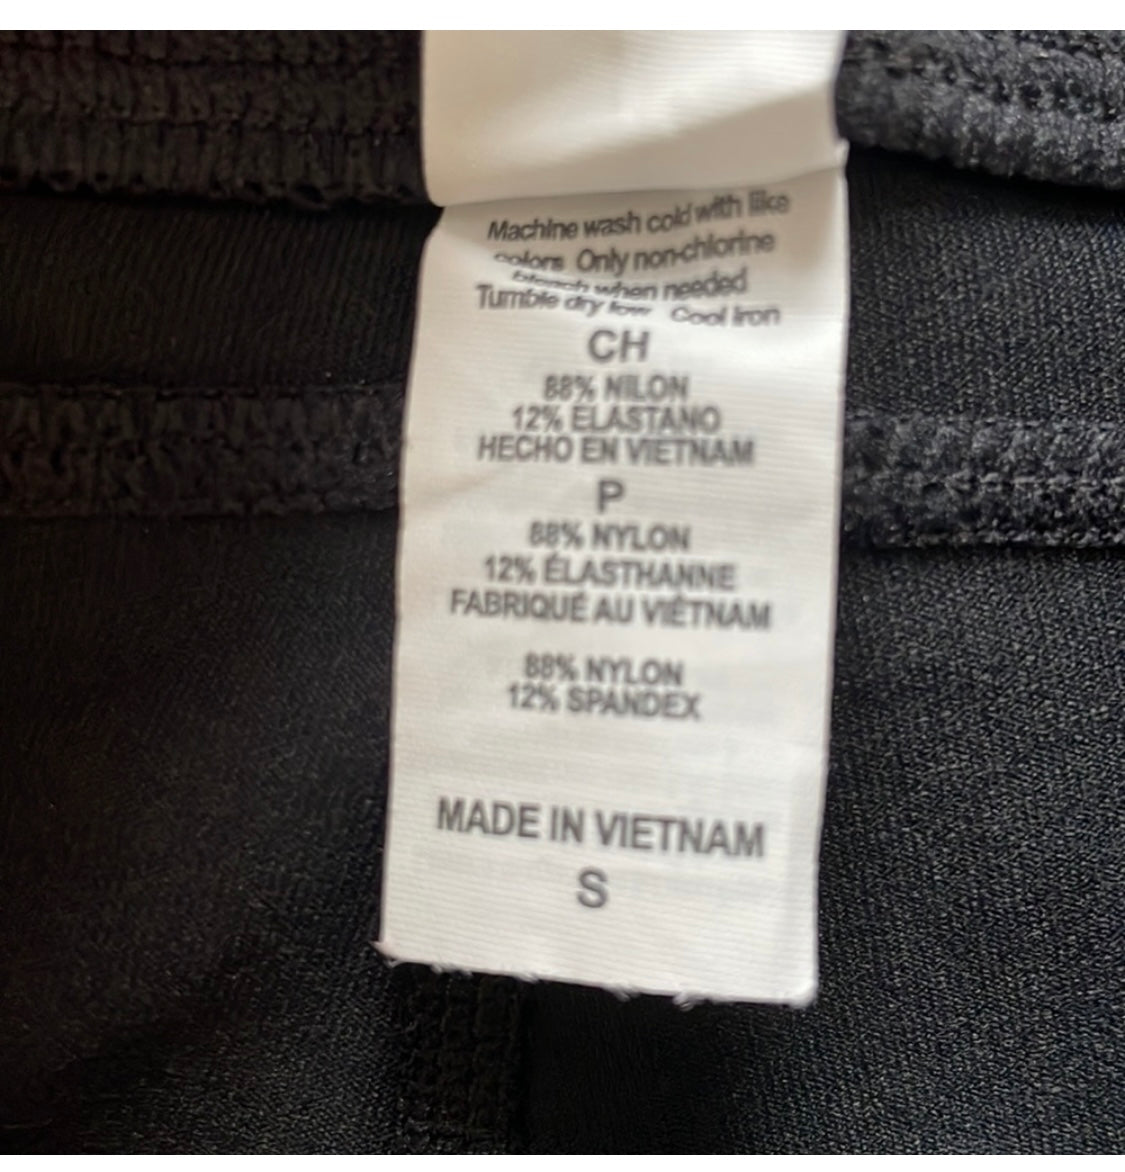 Machine wash cold with like
colors Only non-chlorine
bleach when needed
Tumble dry low Cool Iron
CH
88% NILON
12% ELASTANO
HECHO EN VIETNAM
P
88% NYLON
12% ÉLASTHANNE
FABRIQUÉ AU VIÊTNAM
88% NYLON
12% SPANDEX
MADE IN VIETNAM
S